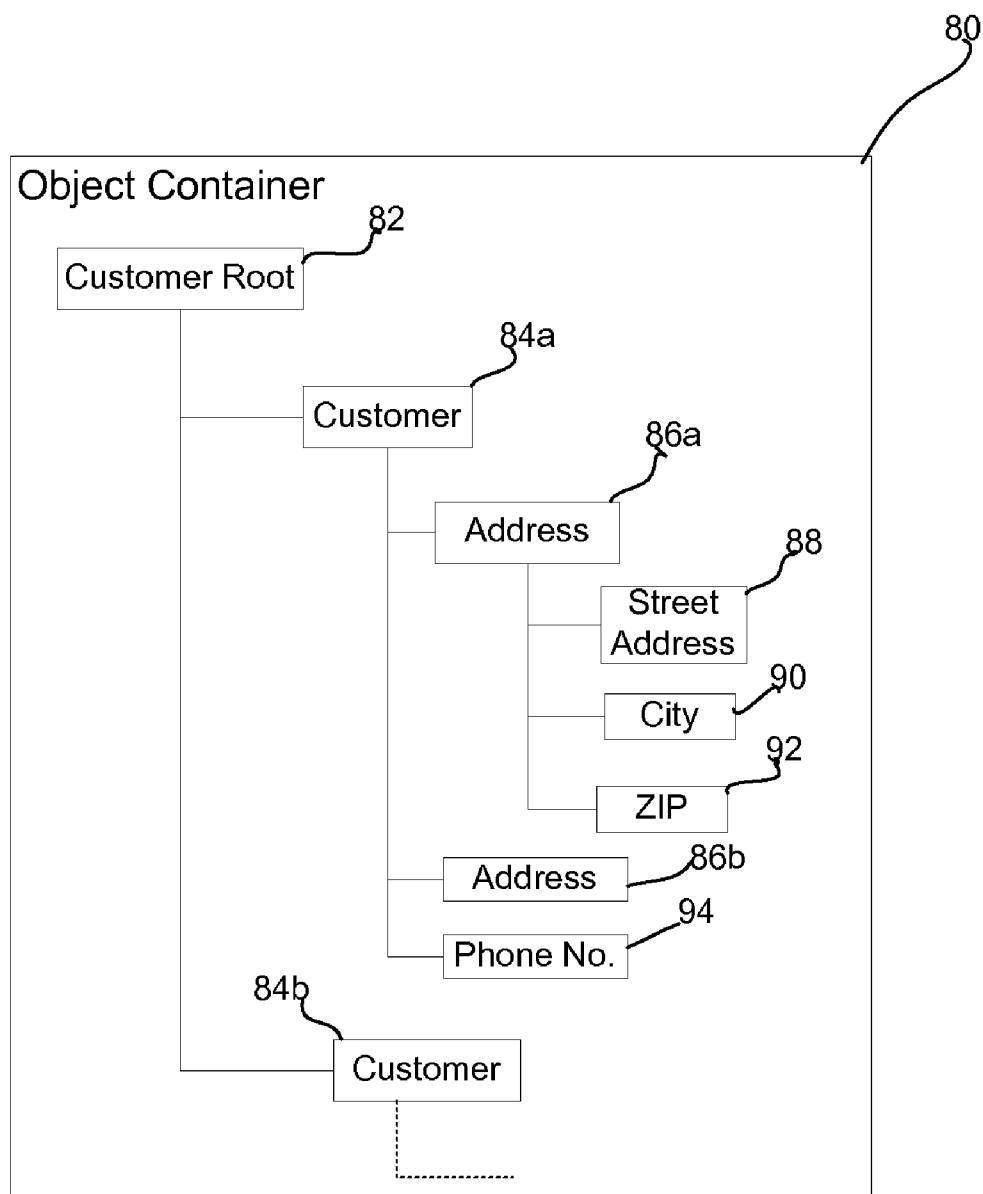 80
Object Container
82
Customer Root
84a
Customer
86a
Address
88
Street
Address
90
City
92
ZIP
86b
Address
94
Phone No.
84b
Customer